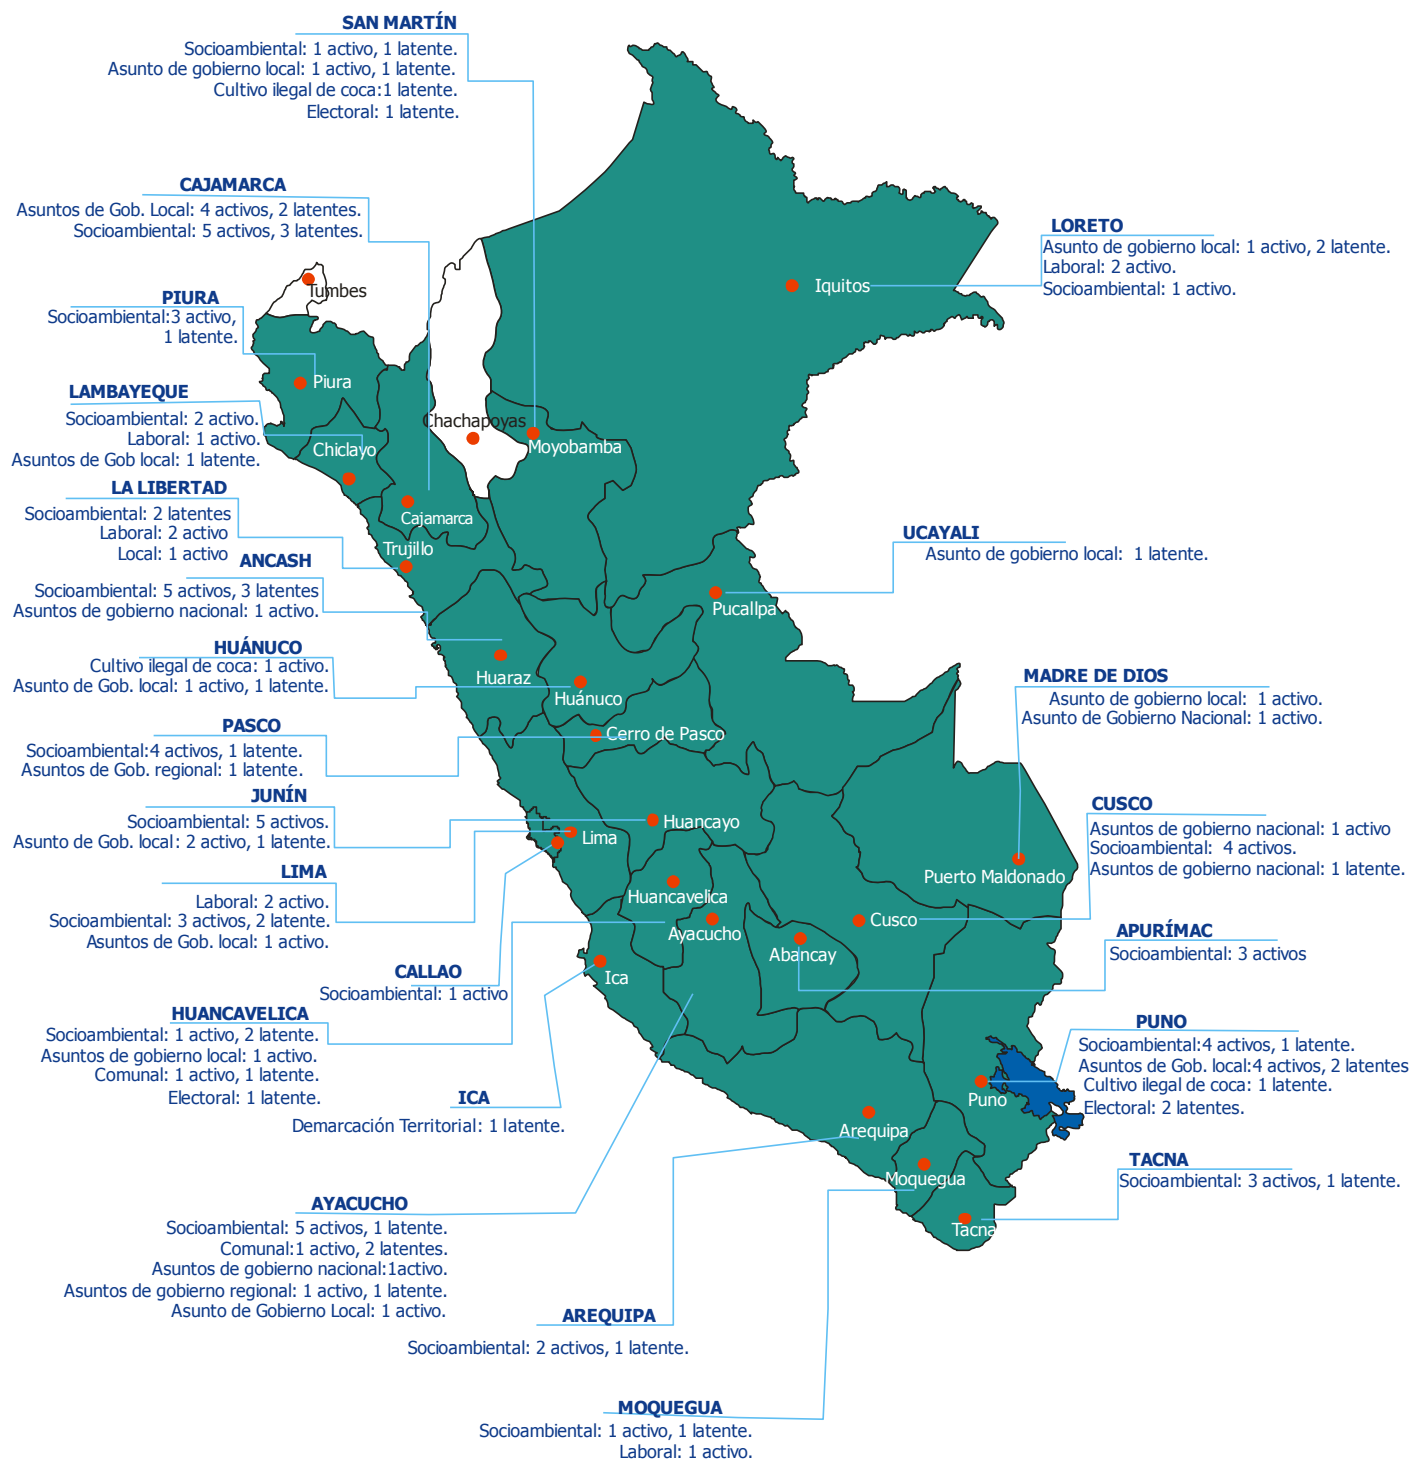 SAN MARTÍN
Socioambiental: 1 activo, 1 latente.
Asunto de gobierno local: 1 activo, 1 latente.
Cultivo ilegal de coca:1 latente.
Electoral: 1 latente.
CAJAMARCA
Asuntos de Gob. Local: 4 activos, 2 latentes.
Socioambiental: 5 activos, 3 latentes.
LORETO
Asunto de gobierno local: 1 activo, 2 latente.
Laboral: 2 activo.
Socioambiental: 1 activo.
Iquitos
Tumbes
PIURA
Socioambiental:3 activo,
1 latente.
Piura
LAMBAYEQUE
Socioambiental: 2 activo.
Laboral: 1 activo.
Asuntos de Gob local: 1 latente.
Chachapoyas
Moyobamba
Chiclayo
LA LIBERTAD
Socioambiental: 2 latentes
Laboral: 2 activo
Local: 1 activo
Cajamarca
Trujillo
UCAYALI
Asunto de gobierno local: 1 latente.
Pucallpa
ANCASH
Socioambiental: 5 activos, 3 latentes
Asuntos de gobierno nacional: 1 activo.
HUÁNUCO
Cultivo ilegal de coca: 1 activo.
Asunto de Gob. local: 1 activo, 1 latente.
Huaraz
Huánuco
MADRE DE DIOS
Asunto de gobierno local: 1 activo.
Asunto de Gobierno Nacional: 1 activo.
PASCO
Socioambiental:4 activos, 1 latente.
Asuntos de Gob. regional: 1 latente.
Cerro de Pasco
JUNÍN
Socioambiental: 5 activos.
Asunto de Gob. local: 2 activo, 1 latente.
Huancayo
Lima
CUSCO
Asuntos de gobierno nacional: 1 activo
Socioambiental: 4 activos.
Asuntos de gobierno nacional: 1 latente.
LIMA
Laboral: 2 activo.
Socioambiental: 3 activos, 2 latente.
Asuntos de Gob. local: 1 activo.
Puerto Maldonado
Huancavelica
Cusco
Ayacucho
Abancay
APURÍMAC
Socioambiental: 3 activos
CALLAO
Socioambiental: 1 activo
Ica
HUANCAVELICA
Socioambiental: 1 activo, 2 latente.
Asuntos de gobierno local: 1 activo.
Comunal: 1 activo, 1 latente.
Electoral: 1 latente.
PUNO
Socioambiental:4 activos, 1 latente.
Asuntos de Gob. local:4 activos, 2 latentes
Cultivo ilegal de coca: 1 latente.
Electoral: 2 latentes.
Puno
ICA
Demarcación Territorial: 1 latente.
Arequipa
Moquegua
Tacna
TACNA
Socioambiental: 3 activos, 1 latente.
AYACUCHO
Socioambiental: 5 activos, 1 latente.
Comunal:1 activo, 2 latentes.
Asuntos de gobierno nacional:1activo.
Asuntos de gobierno regional: 1 activo, 1 latente.
Asunto de Gobierno Local: 1 activo.
AREQUIPA
Socioambiental: 2 activos, 1 latente.
MOQUEGUA
Socioambiental: 1 activo, 1 latente.
Laboral: 1 activo.